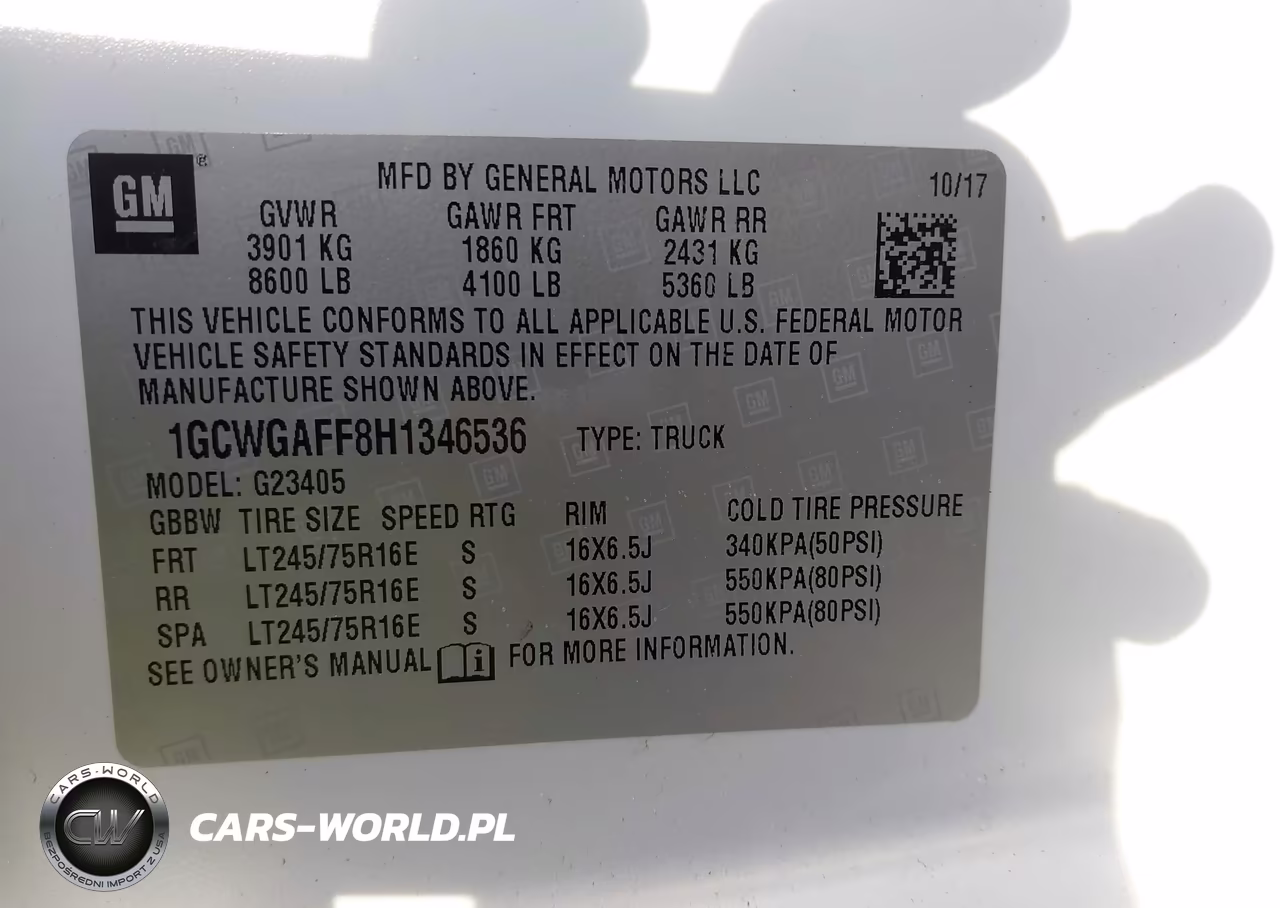 GM®
MFD BY GENERAL MOTORS LLC 10/17
GVWR GAWR FRT GAWR RR
3901 KG 1860 KG 2431 KG
8600 LB 4100 LB 5360 LB
THIS VEHICLE CONFORMS TO ALL APPLICABLE U.S. FEDERAL MOTOR
VEHICLE SAFETY STANDARDS IN EFFECT ON THE DATE OF
MANUFACTURE SHOWN ABOVE.
1GCWGAFF8H1346536 TYPE: TRUCK
MODEL: G23405
GBBW TIRE SIZE SPEED RTG RIM COLD TIRE PRESSURE
FRT LT245/75R16E S 16X6.5J 340KPA(50PSI)
RR LT245/75R16E S 16X6.5J 550KPA(80PSI)
SPA LT245/75R16E S 16X6.5J 550KPA(80PSI)
SEE OWNER'S MANUAL i FOR MORE INFORMATION.
CARS-WORLD
CW
BEZPOŚREDNI IMPORT Z USA
CARS-WORLD.PL